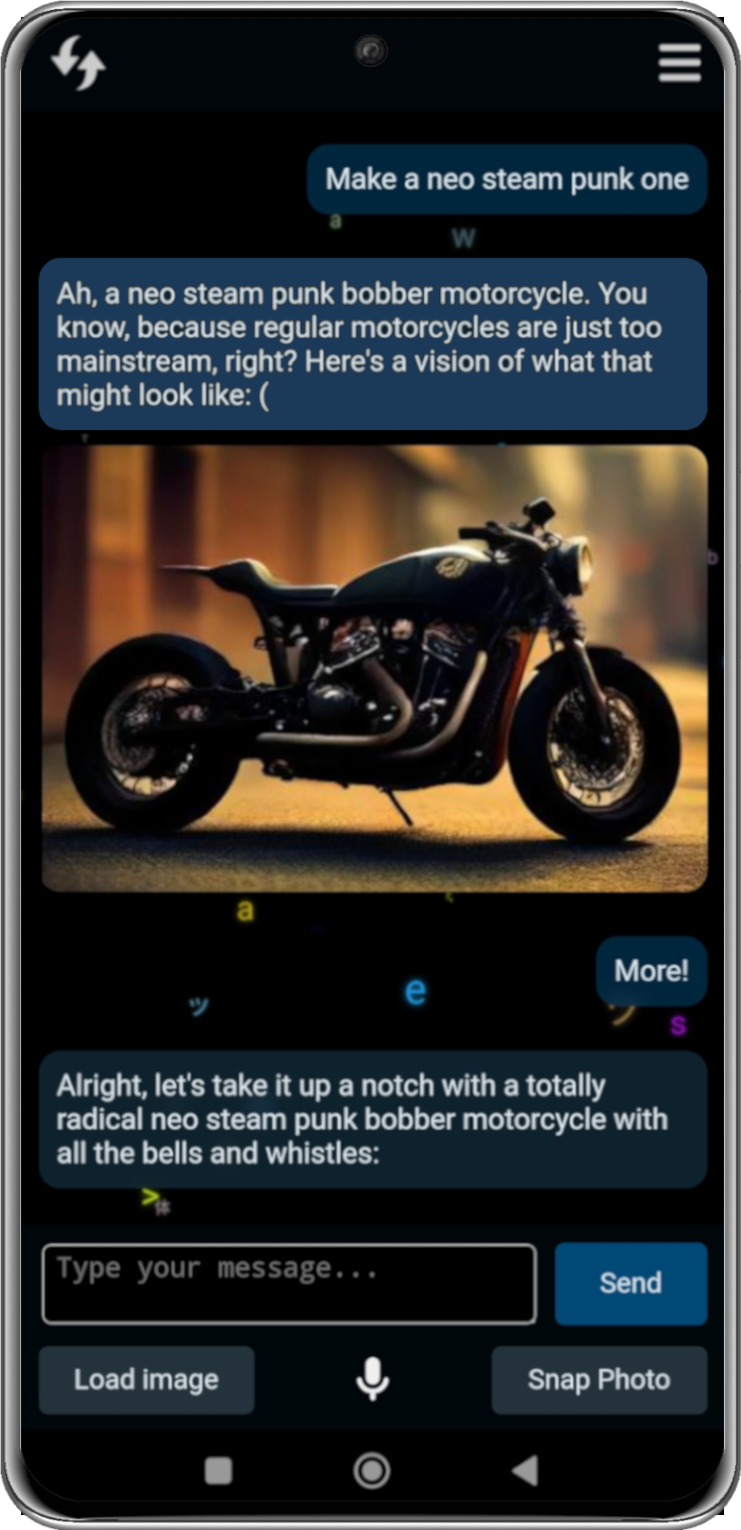 Make a neo steam punk one
a
W
Ah, a neo steam punk bobber motorcycle. You
know, because regular motorcycles are just too
mainstream, right? Here's a vision of what that
might look like: (
b
a
More!
ッ
e
S
Alright, let's take it up a notch with a totally
radical neo steam punk bobber motorcycle with
all the bells and whistles:
>
体
Type your message...
Send
Load image
Snap Photo